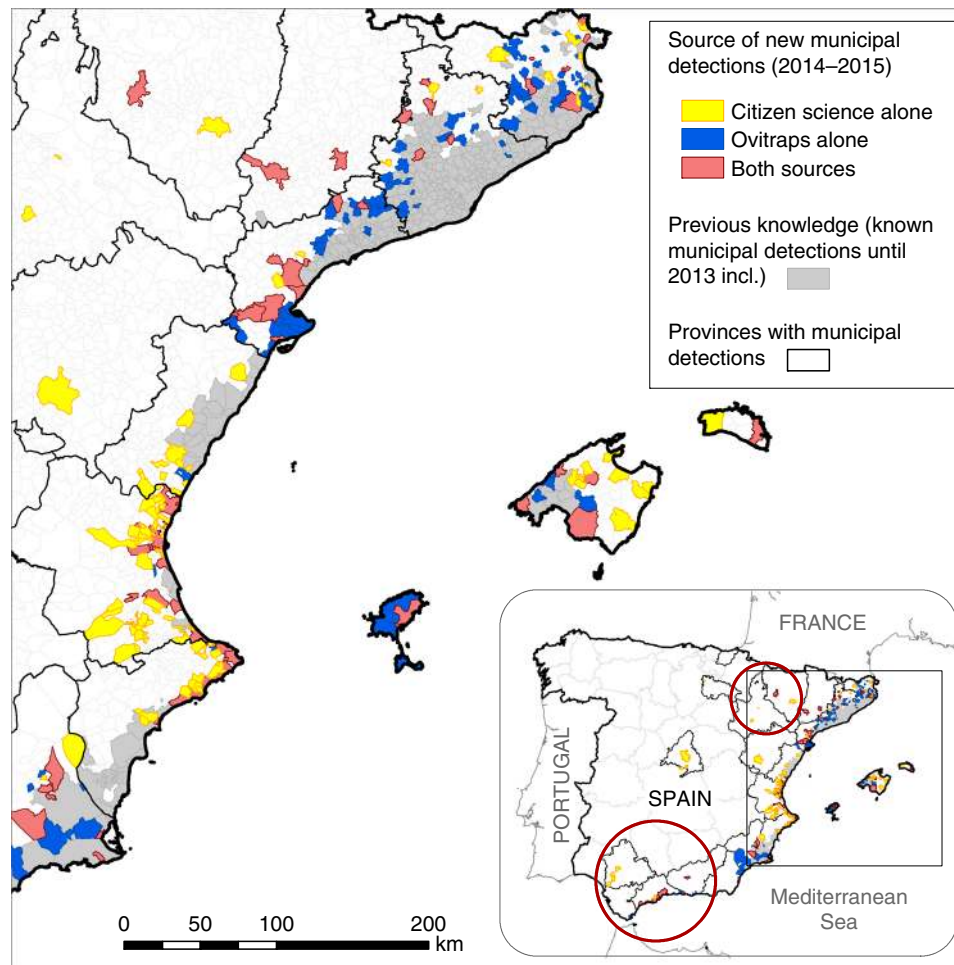 Source of new municipal
detections (2014–2015)
Citizen science alone
Ovitraps alone
Both sources
Previous knowledge (known
municipal detections until
2013 incl.)
Provinces with municipal
detections
FRANCE
PORTUGAL
SPAIN
Mediterranean
Sea
0 50 100 200
km